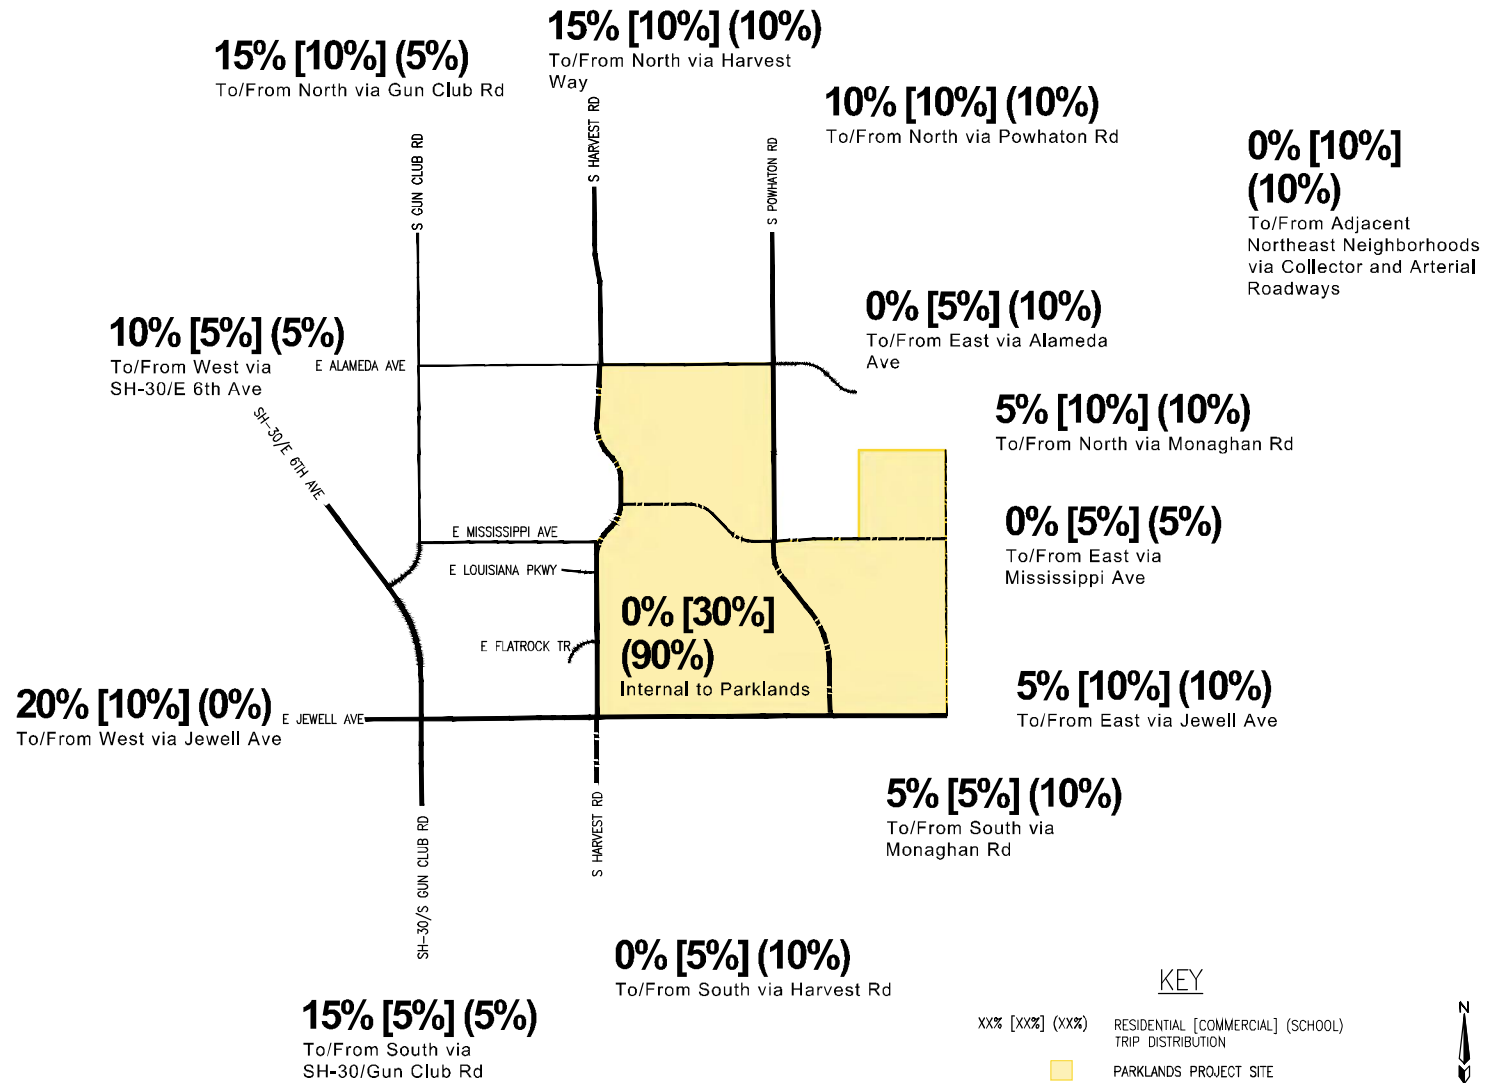 15% [10%] (10%)
To/From North via Harvest
Way
15% [10%] (5%)
To/From North via Gun Club Rd
10% [10%] (10%)
To/From North via Powhaton Rd
0% [10%]
(10%)
To/From Adjacent
Northeast Neighborhoods
via Collector and Arterial
Roadways
S GUN CLUB RD
S HARVEST RD
S POWHATON RD
10% [5%] (5%)
To/From West via
SH-30/E 6th Ave
E ALAMEDA AVE
0% [5%] (10%)
To/From East via Alameda
Ave
SH-30/E 6TH AVE
5% [10%] (10%)
To/From North via Monaghan Rd
E MISSISSIPPI AVE
0% [5%] (5%)
To/From East via
Mississippi Ave
E LOUISIANA PKWY
E FLATROCK TR
0% [30%]
(90%)
Internal to Parklands
20% [10%] (0%)
To/From West via Jewell Ave
E JEWELL AVE
5% [10%] (10%)
To/From East via Jewell Ave
5% [5%] (10%)
To/From South via
Monaghan Rd
SH-30/S GUN CLUB RD
S HARVEST RD
0% [5%] (10%)
To/From South via Harvest Rd
15% [5%] (5%)
To/From South via
SH-30/Gun Club Rd
KEY
XX% [XX%] (XX%) RESIDENTIAL [COMMERCIAL] (SCHOOL)
TRIP DISTRIBUTION
PARKLANDS PROJECT SITE
N